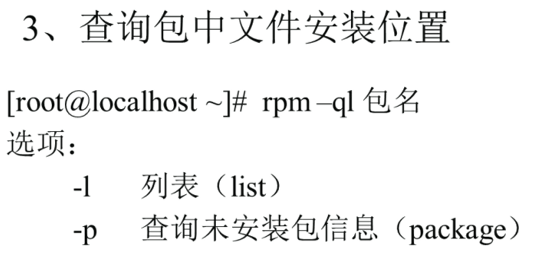 3、查询包中文件安装位置
[root@localhost ~]# rpm –ql 包名
选项：
-l 列表（list）
-p 查询未安装包信息（package）